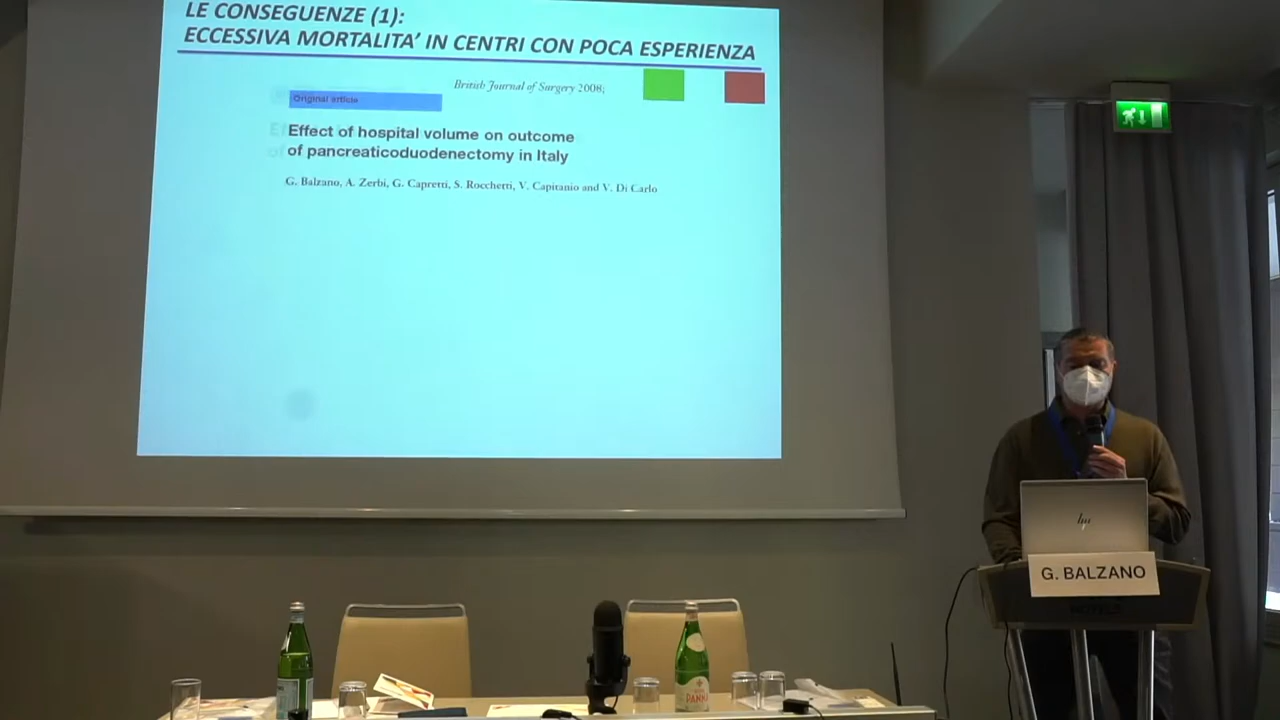 LE CONSEGUENZE (1):
ECCESSIVA MORTALITA' IN CENTRI CON POCA ESPERIENZA
British Journal of Surgery 2008;
Original article
Effect of hospital volume on outcome
of pancreaticoduodenectomy in Italy
G. Balzano, A. Zerbi, G. Capretti, S. Rocchetti, V. Capitanio and V. Di Carlo
hp
G. BALZANO
PANNA